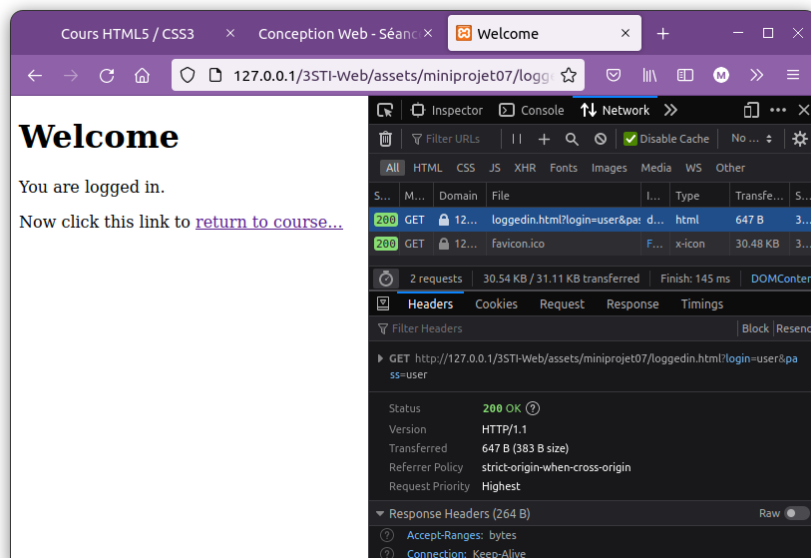 Cours HTML5 / CSS3 × Conception Web - Séanc × Welcome × +
127.0.0.1/3STI-Web/assets/miniprojet07/logg M
Welcome
You are logged in.
Now click this link to return to course...
Inspector Console Network
Filter URLs Disable Cache No ...
All HTML CSS JS XHR Fonts Images Media WS Other
S... M... Domain File I... Type Transfe... S...
200 GET 12... loggedin.html?login=user&pas d... html 647 B 3...
200 GET 12... favicon.ico F... x-icon 30.48 KB 3...
2 requests 30.54 KB / 31.11 KB transferred Finish: 145 ms DOMConten
Headers Cookies Request Response Timings
Filter Headers Block Resend
GET http://127.0.0.1/3STI-Web/assets/miniprojet07/loggedin.html?login=user&pa
ss=user
Status 200 OK ?
Version HTTP/1.1
Transferred 647 B (383 B size)
Referrer Policy strict-origin-when-cross-origin
Request Priority Highest
Response Headers (264 B) Raw
? Accept-Ranges: bytes
? Connection: Keep-Alive